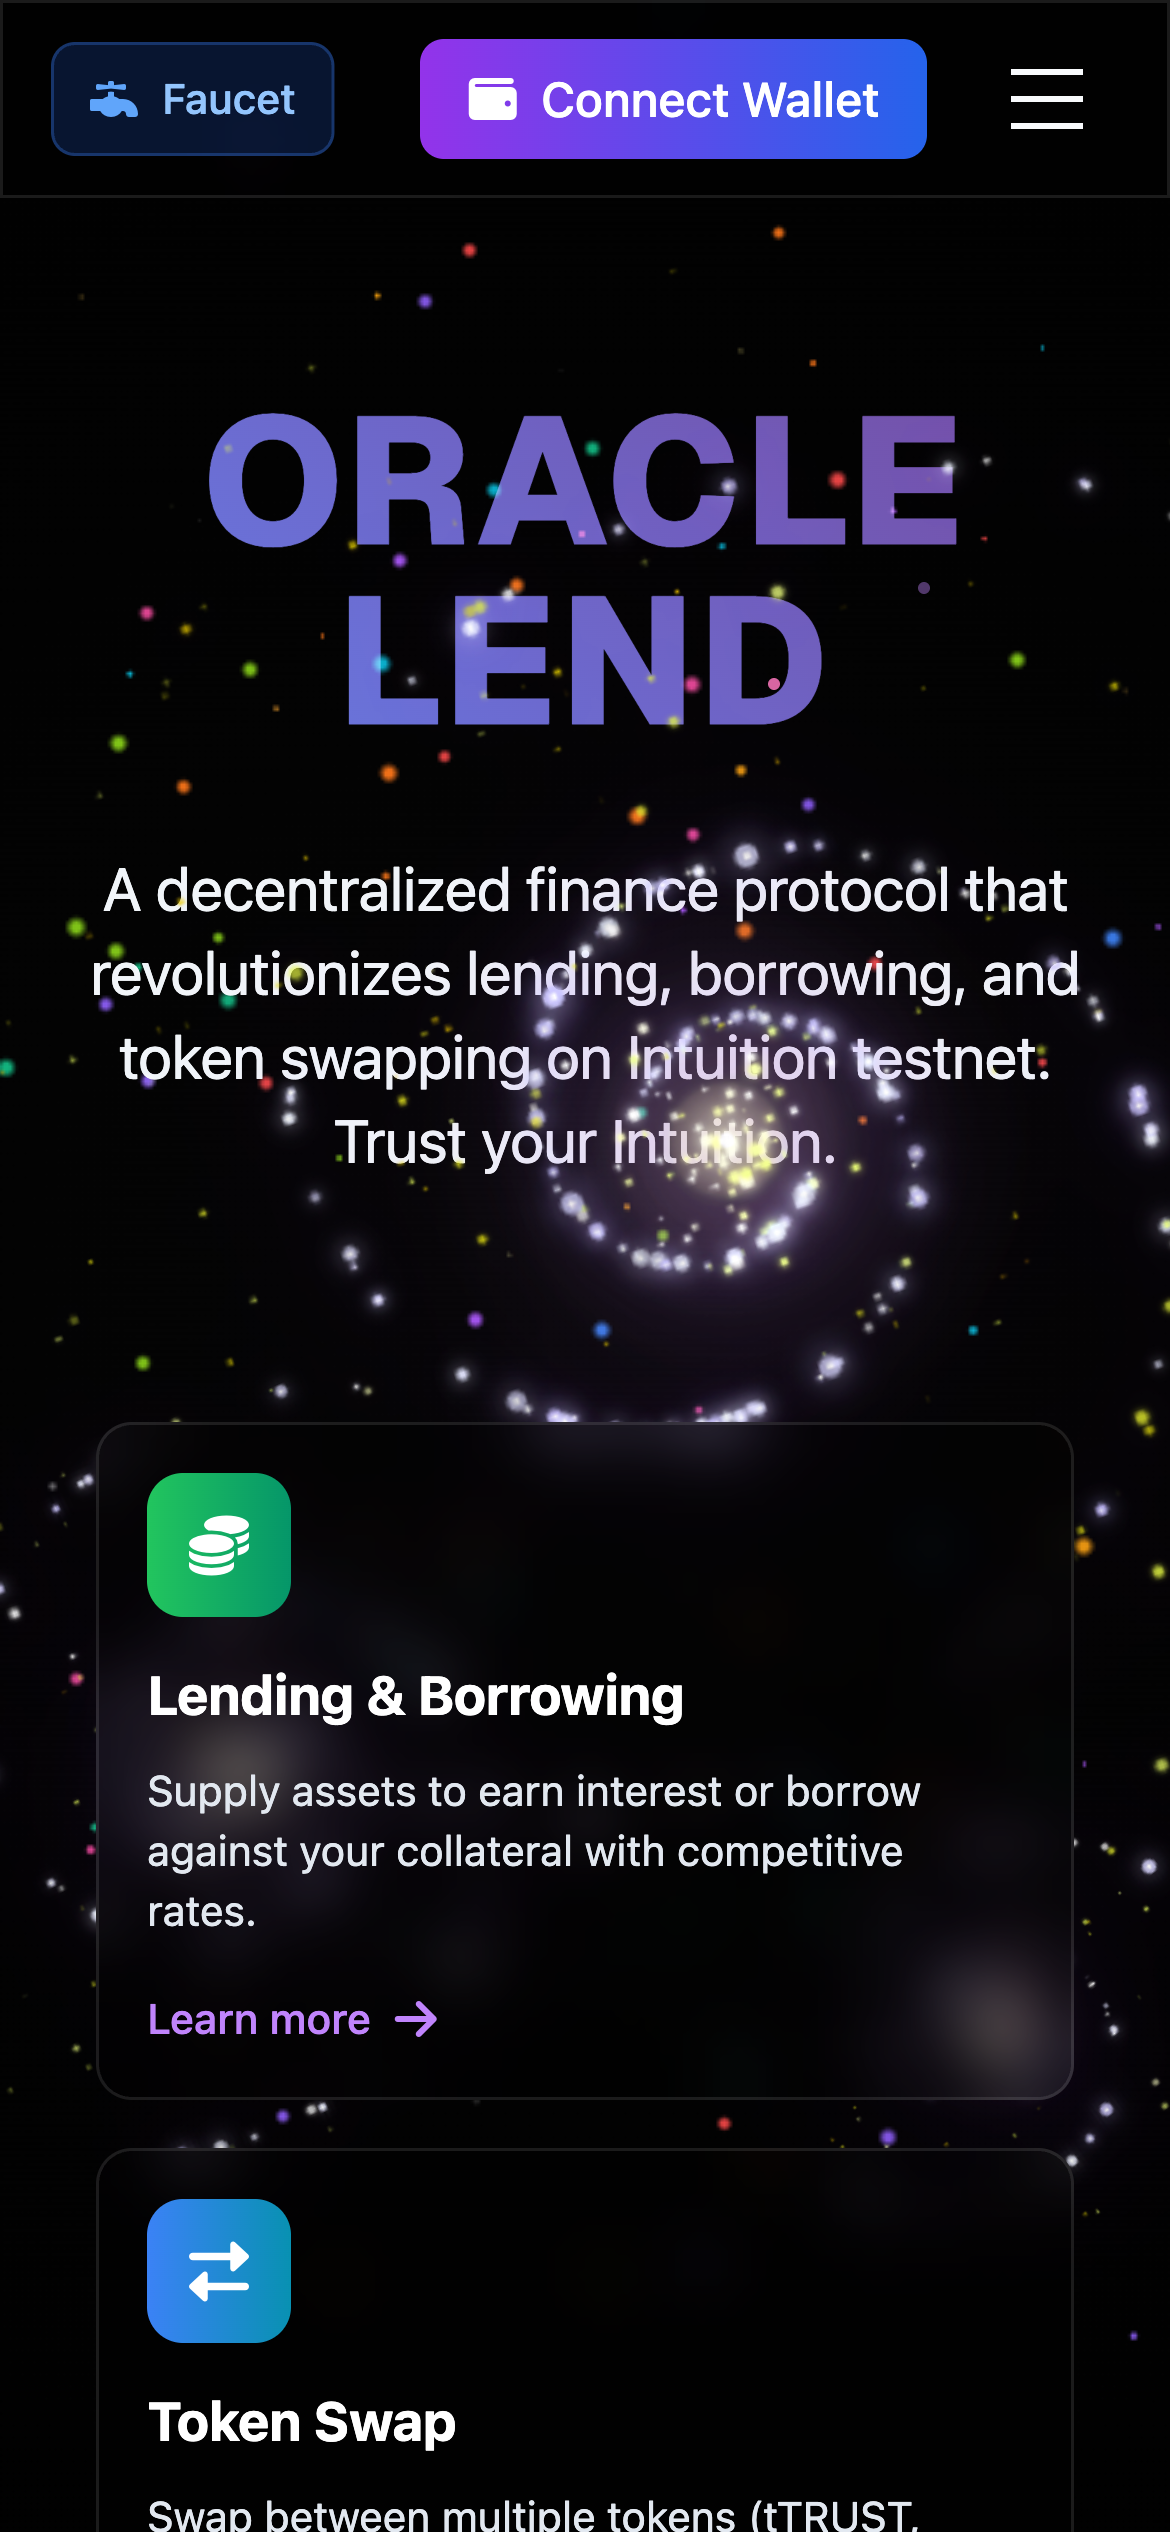 Faucet
Connect Wallet
ORACLE
LEND
A decentralized finance protocol that
revolutionizes lending, borrowing, and
token swapping on Intuition testnet.
Trust your Intuition.
Lending & Borrowing
Supply assets to earn interest or borrow
against your collateral with competitive
rates.
Learn more
Token Swap
Swap between multiple tokens (tTRUST,